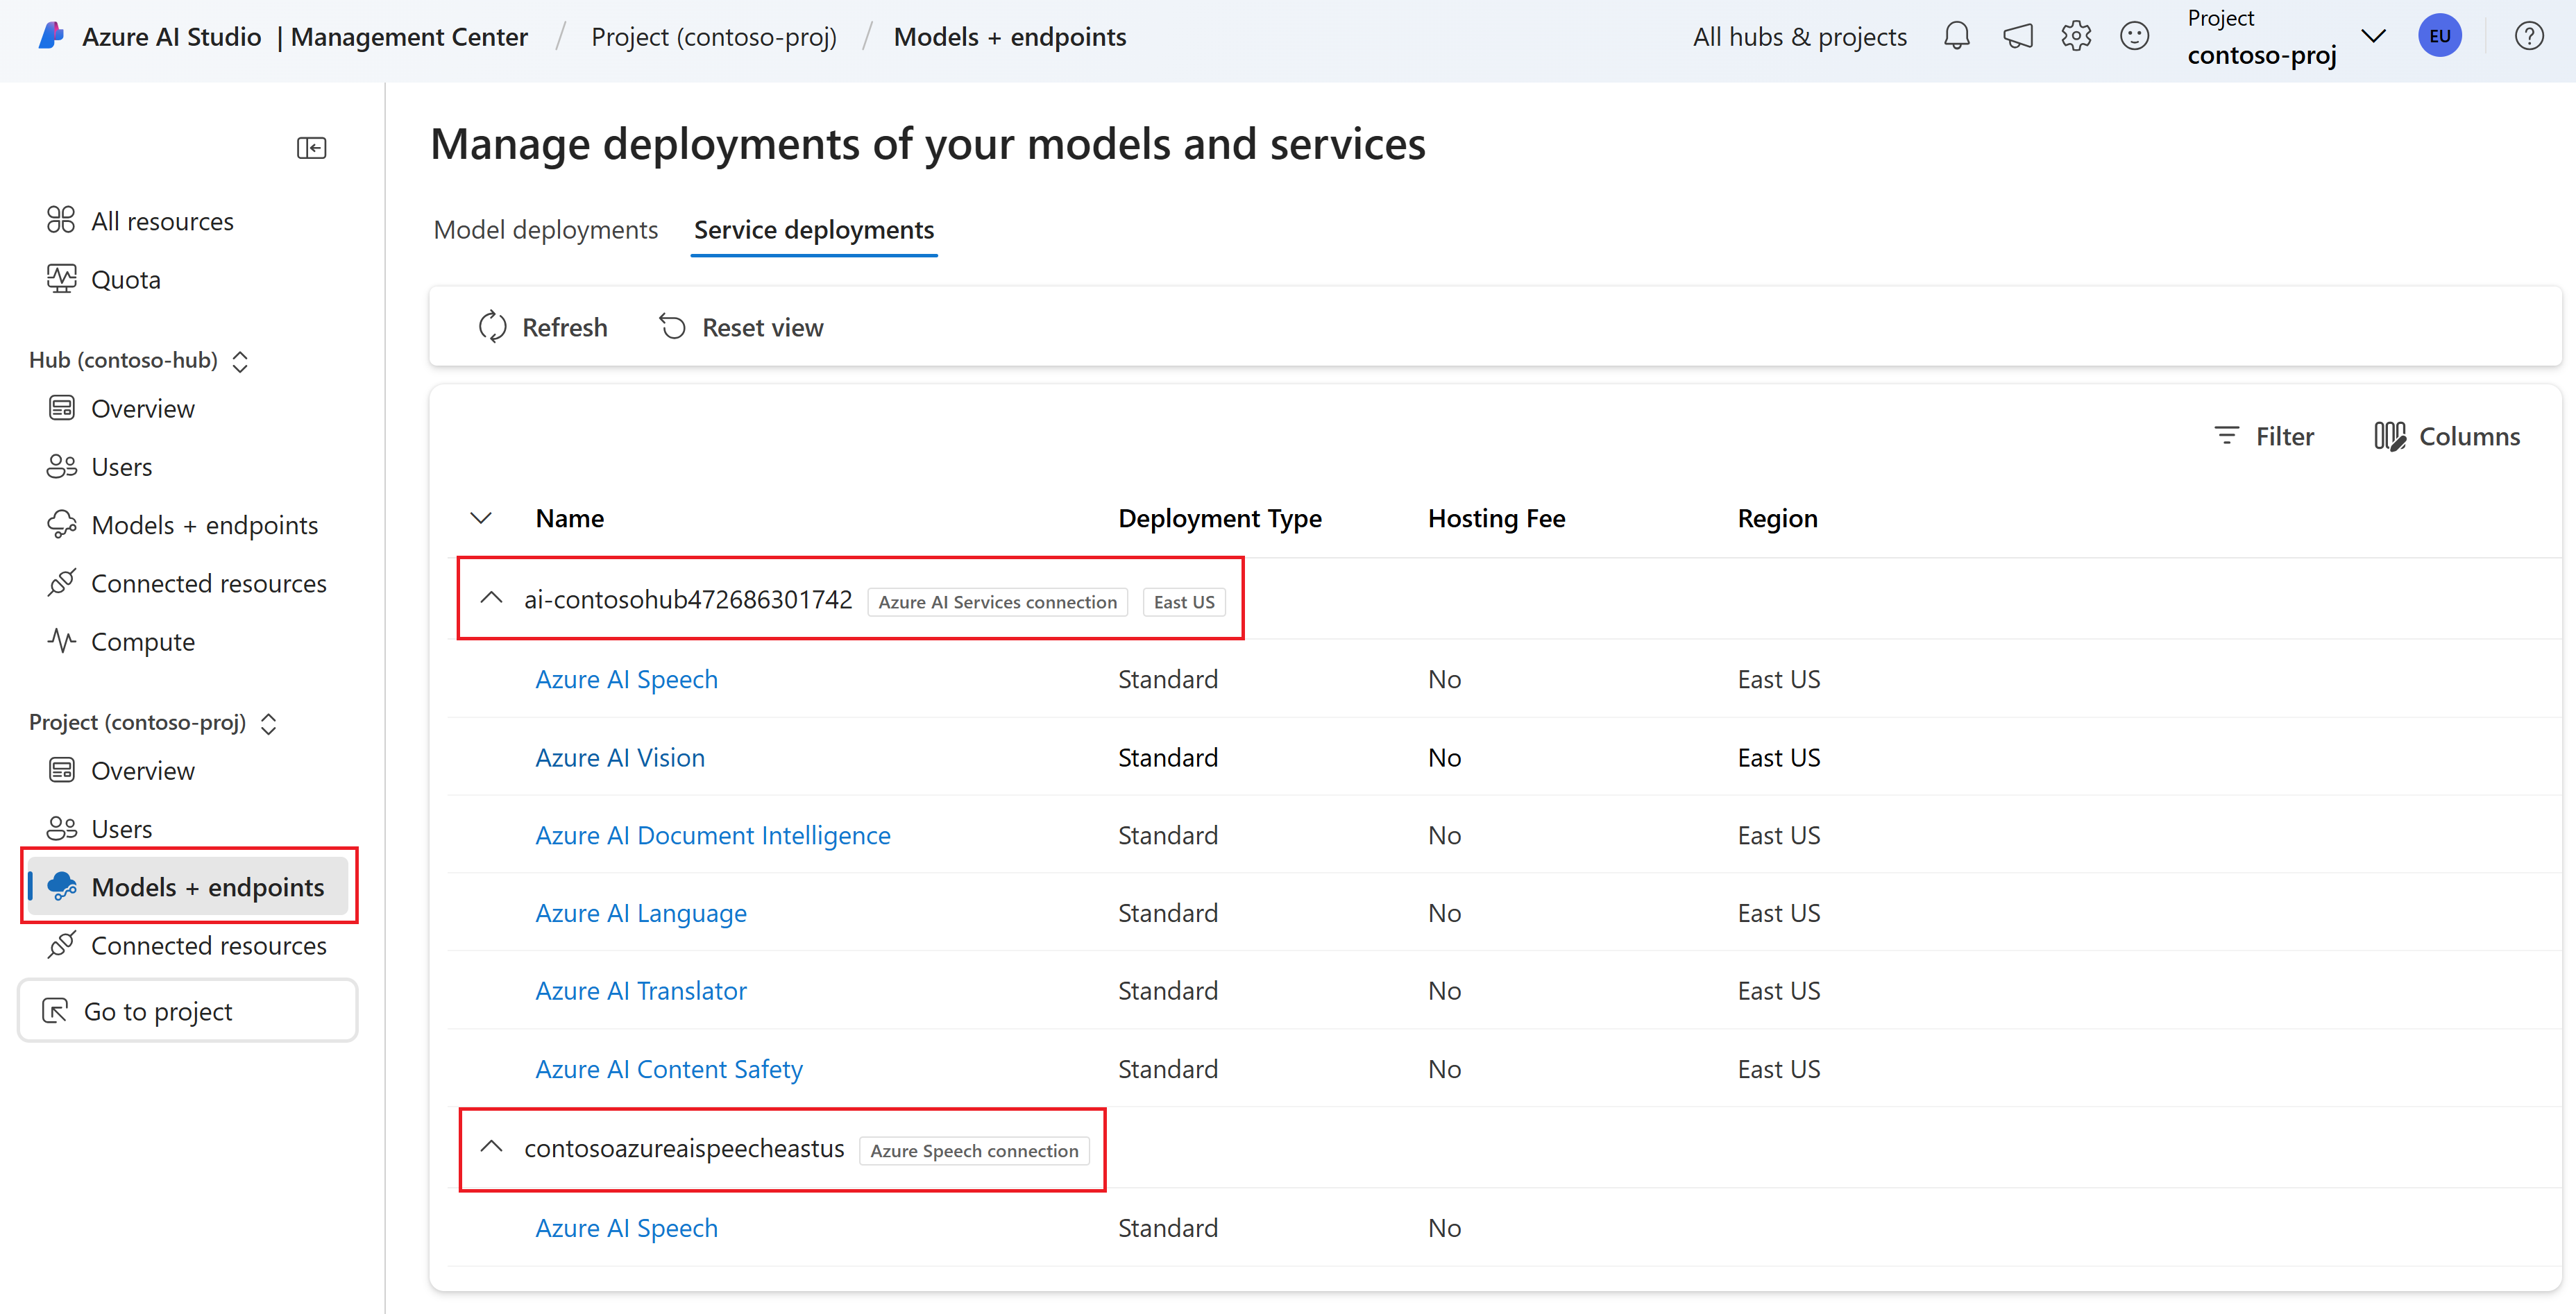 Azure AI Studio | Management Center / Project (contoso-proj) / Models + endpoints
All hubs & projects
Project
contoso-proj
EU
All resources
Quota
Hub (contoso-hub)
Overview
Users
Models + endpoints
Connected resources
Compute
Project (contoso-proj)
Overview
Users
Models + endpoints
Connected resources
Go to project
Manage deployments of your models and services
Model deployments Service deployments
Refresh Reset view
Filter Columns
Name Deployment Type Hosting Fee Region
ai-contosohub472686301742 Azure AI Services connection East US
Azure AI Speech Standard No East US
Azure AI Vision Standard No East US
Azure AI Document Intelligence Standard No East US
Azure AI Language Standard No East US
Azure AI Translator Standard No East US
Azure AI Content Safety Standard No East US
contosoazureaispeecheastus Azure Speech connection
Azure AI Speech Standard No